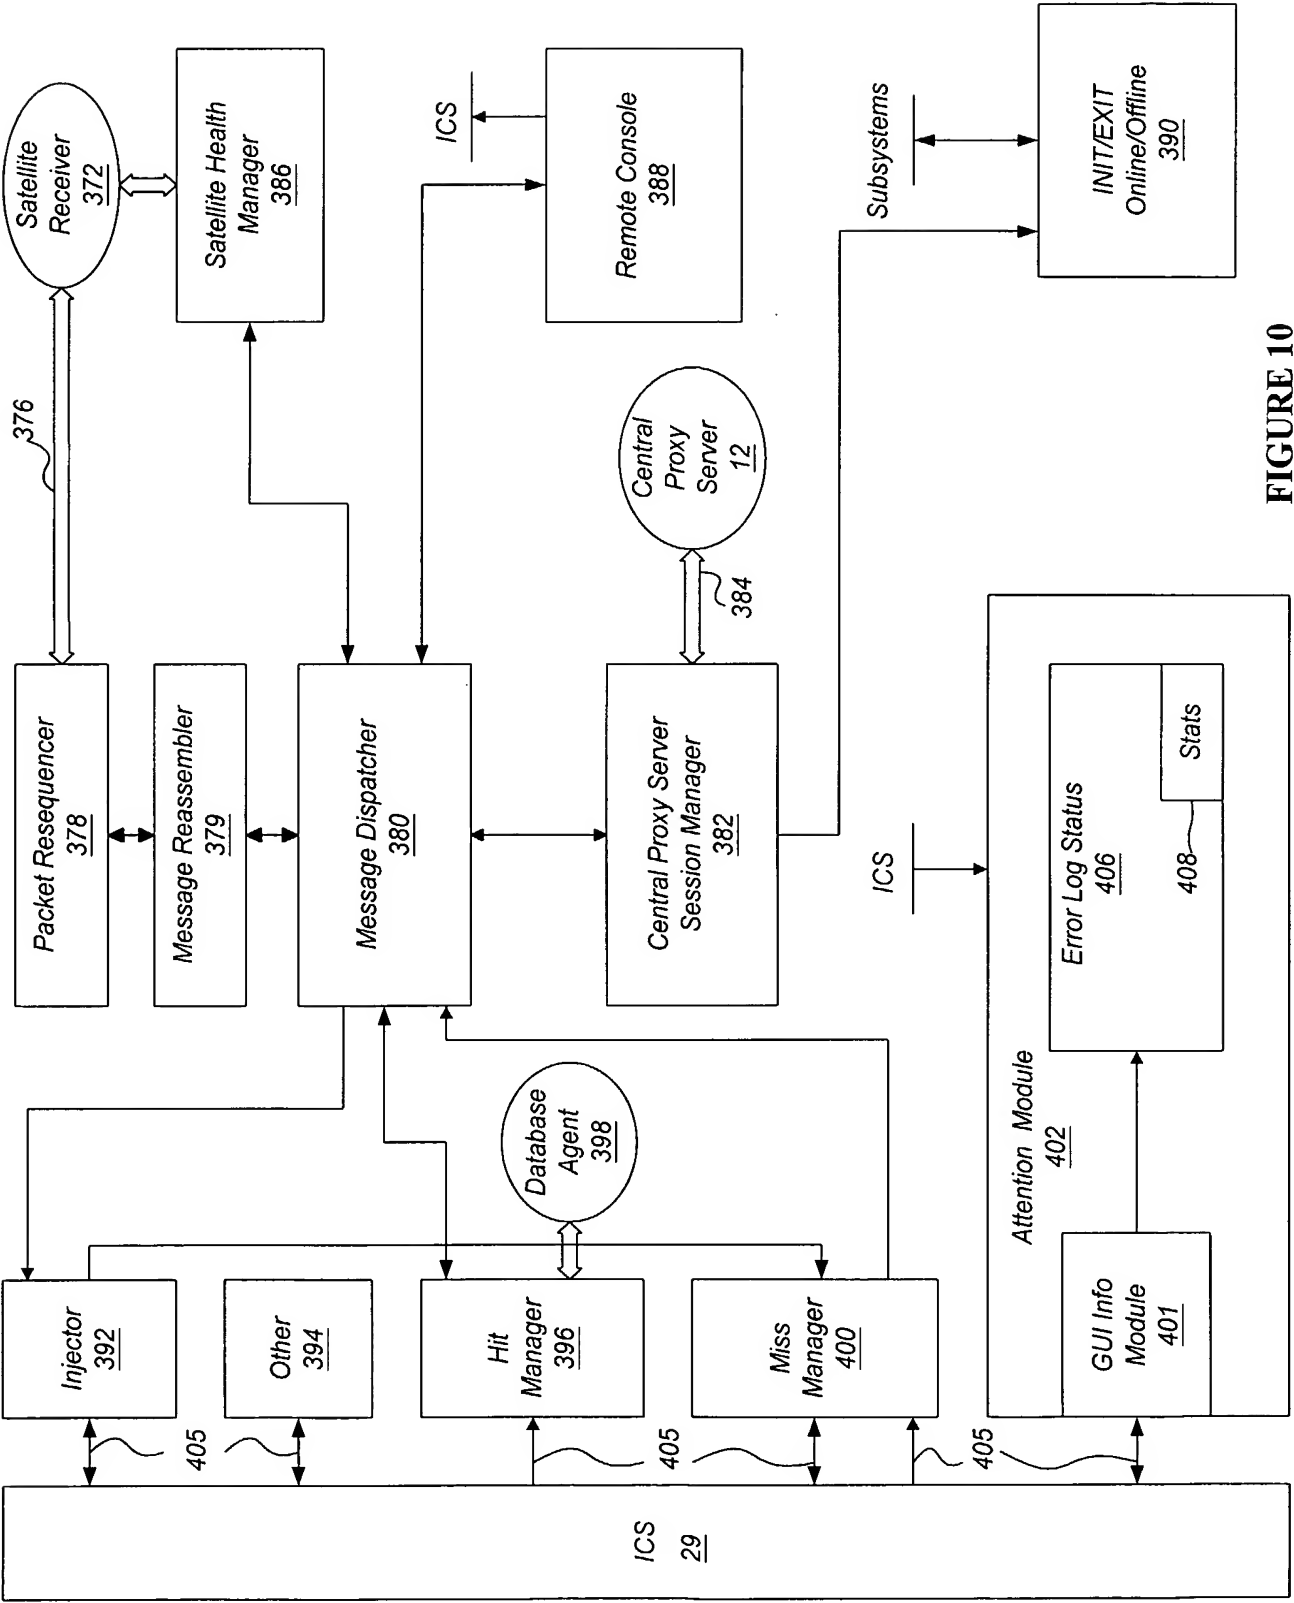 ICS
29
405
405
405
Injector
392
Other
394
Hit
Manager
396
Miss
Manager
400
GUI Info
Module
401
Attention Module
402
Database
Agent
398
Error Log Status
406
Stats
408
ICS
Packet Resequencer
378
Message Reassembler
379
Message Dispatcher
380
Central Proxy Server
Session Manager
382
384
Central
Proxy
Server
12
376
Satellite
Receiver
372
Satellite Health
Manager
386
ICS
Remote Console
388
Subsystems
INIT/EXIT
Online/Offline
390
FIGURE 10